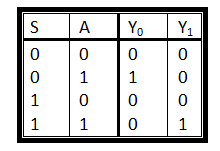 S A Y0 Y1
0 0 0 0
0 1 1 0
1 0 0 0
1 1 0 1